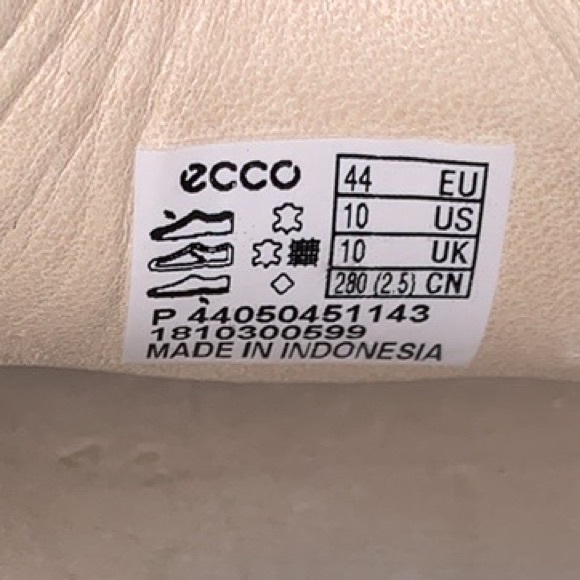 ecco
44 EU
10 US
10 UK
280 (2.5) CN
P 44050451143
1810300599
MADE IN INDONESIA